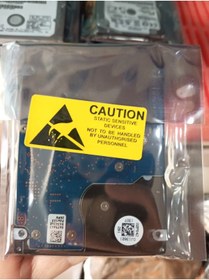 CAUTION
STATIC SENSITIVE
DEVICES
NOT TO BE HANDLED
BY UNAUTHORISED
PERSONNEL